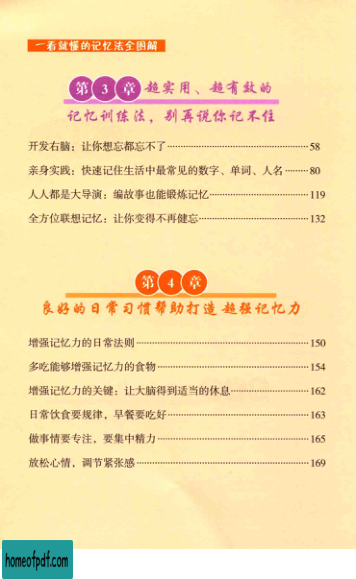 一看就懂的记忆法全图解
第3章 超实用、超有效的
记忆训练法，别再说你记不住
开发右脑：让你想忘都忘不了 58
亲身实践：快速记住生活中最常见的数字、单词、人名 80
人人都是大导演：编故事也能锻炼记忆 119
全方位联想记忆：让你变得不再健忘 132
第4章
良好的日常习惯帮助打造超强记忆力
增强记忆力的日常法则 150
多吃能够增强记忆力的食物 154
增强记忆力的关键：让大脑得到适当的休息 162
日常饮食要规律，早餐要吃好 163
做事情要专注，要集中精力 165
放松心情，调节紧张感 169
homeofpdf.com